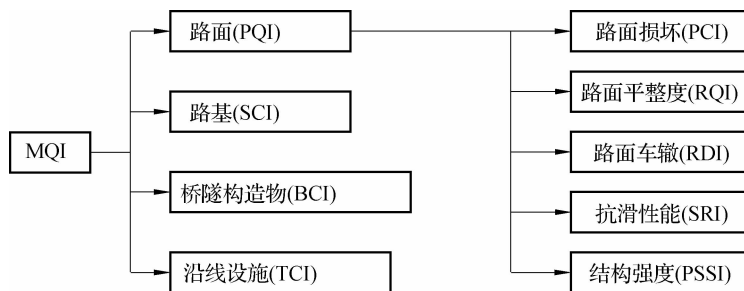 MQI
路面(PQI)
路基(SCI)
桥隧构造物(BCI)
沿线设施(TCI)
路面损坏(PCI)
路面平整度(RQI)
路面车辙(RDI)
抗滑性能(SRI)
结构强度(PSSI)